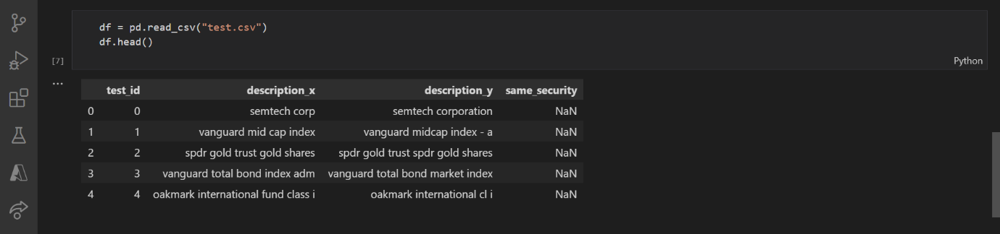 df = pd.read_csv("test.csv")
df.head()
[7]
Python
...
test_id description_x description_y same_security
0 0 semtech corp semtech corporation NaN
1 1 vanguard mid cap index vanguard midcap index - a NaN
2 2 spdr gold trust gold shares spdr gold trust spdr gold shares NaN
3 3 vanguard total bond index adm vanguard total bond market index NaN
4 4 oakmark international fund class i oakmark international cl i NaN